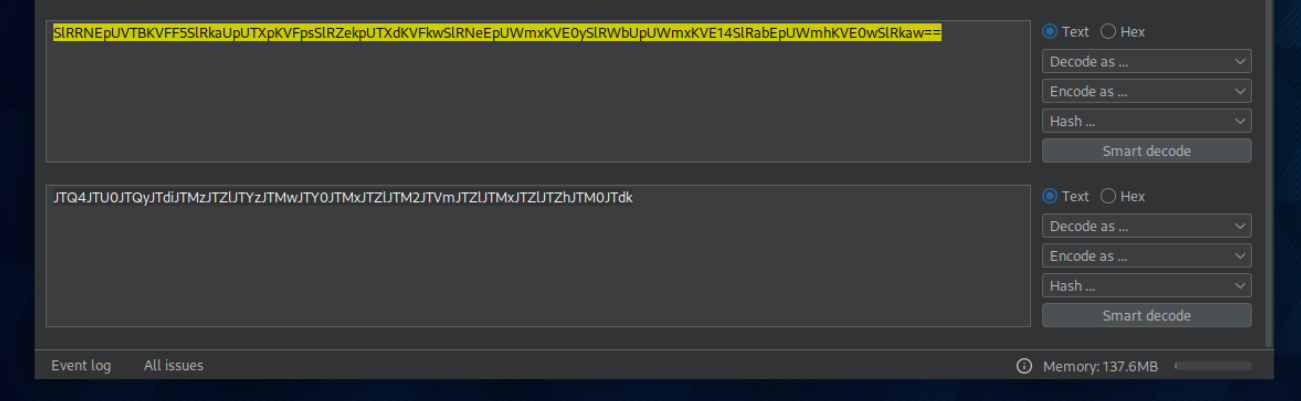 SlRRNEpUVTBKVFF5SlRkaUpUTXpKVFpsSlRZekpUTXdKVFkwSlRNeEpUWmxKVE0ySlRWbUpUWmxKVE14SlRabEpUWmhKVE0wSlRkaw==
Text Hex
Decode as ...
Encode as ...
Hash ...
Smart decode
JTQ4JTU0JTQyJTdiJTMzJTZlJTYzJTMwJTY0JTMxJTZlJTM2JTVmJTZlJTMxJTZlJTZhJTM0JTdk
Text Hex
Decode as ...
Encode as ...
Hash ...
Smart decode
Event log All issues Memory: 137.6MB